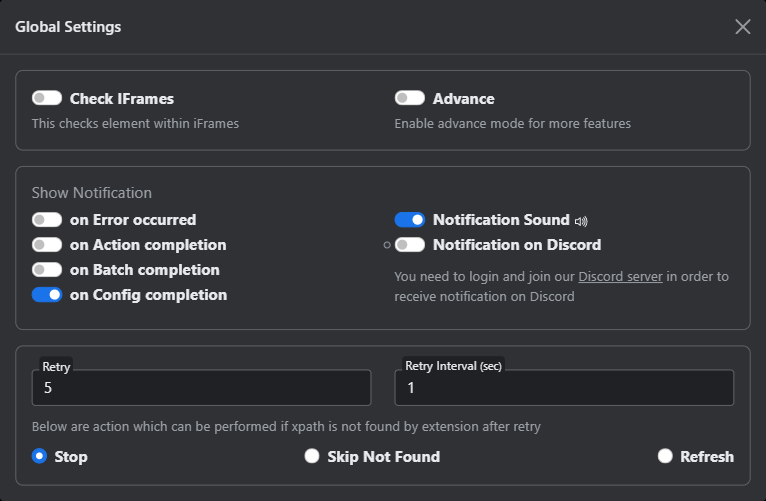 Global Settings
Check IFrames
This checks element within iFrames
Advance
Enable advance mode for more features
Show Notification
on Error occurred
on Action completion
on Batch completion
on Config completion
Notification Sound
Notification on Discord
You need to login and join our Discord server in order to
receive notification on Discord
Retry
5
Retry Interval (sec)
1
Below are action which can be performed if xpath is not found by extension after retry
Stop
Skip Not Found
Refresh